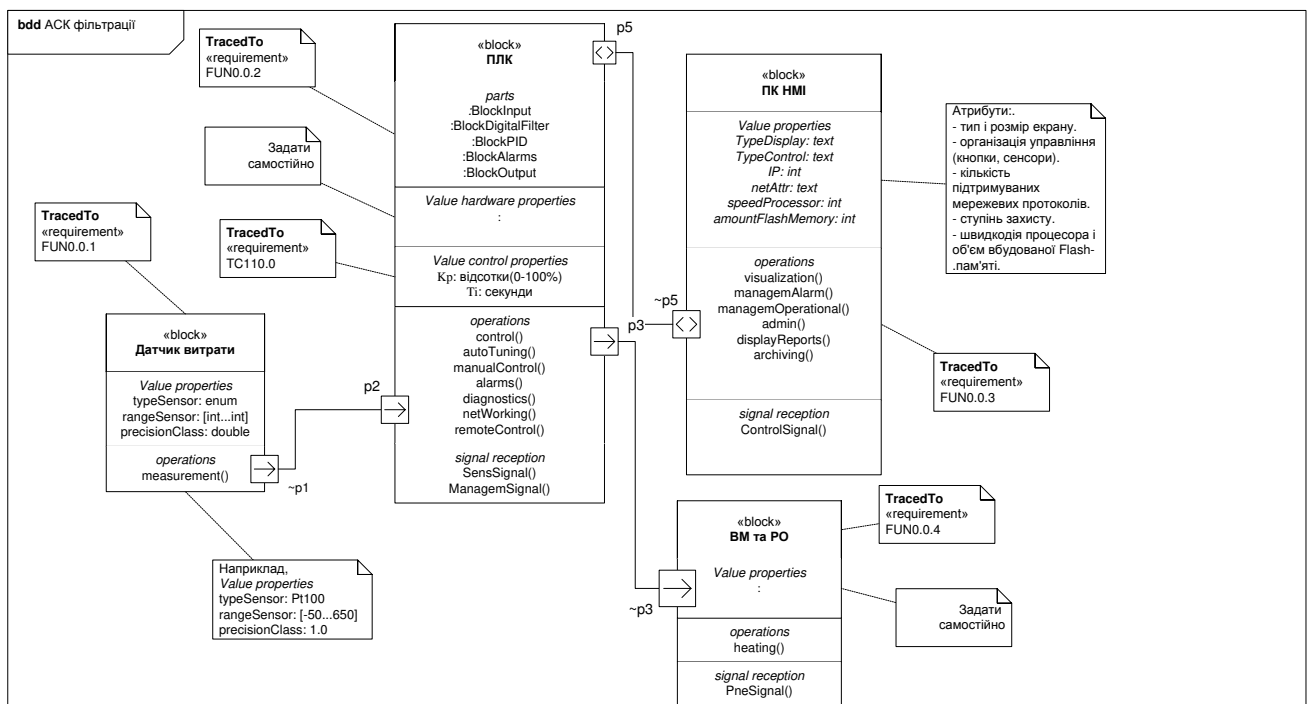 bdd АСК фільтрації
TracedTo
«requirement»
FUN0.0.2
Задати
самостійно
TracedTo
«requirement»
TC110.0
TracedTo
«requirement»
FUN0.0.1
«block»
Датчик витрати
Value properties
typeSensor: enum
rangeSensor: [int...int]
precisionClass: double
operations
measurement()
~p1
Наприклад,
Value properties
typeSensor: Pt100
rangeSensor: [-50...650]
precisionClass: 1.0
p2
«block»
ПЛК
parts
:BlockInput
:BlockDigitalFilter
:BlockPID
:BlockAlarms
:BlockOutput
Value hardware properties
:
Value control properties
Kp: відсотки(0-100%)
Ti: секунди
operations
control()
autoTuning()
manualControl()
alarms()
diagnostics()
netWorking()
remoteControl()
signal reception
SensSignal()
ManagemSignal()
p5
p3
~p5
«block»
ПК HMI
Value properties
TypeDisplay: text
TypeControl: text
IP: int
netAttr: text
speedProcessor: int
amountFlashMemory: int
operations
visualization()
managemAlarm()
managemOperational()
admin()
displayReports()
archiving()
signal reception
ControlSignal()
Атрибути:.
- тип і розмір екрану.
- організація управління
(кнопки, сенсори).
- кількість
підтримуваних
мережевих протоколів.
- ступінь захисту.
- швидкодія процесора і
об'єм вбудованої Flash-
.пам'яті.
TracedTo
«requirement»
FUN0.0.3
~p3
«block»
ВМ та РО
Value properties
:
operations
heating()
signal reception
PneSignal()
TracedTo
«requirement»
FUN0.0.4
Задати
самостійно